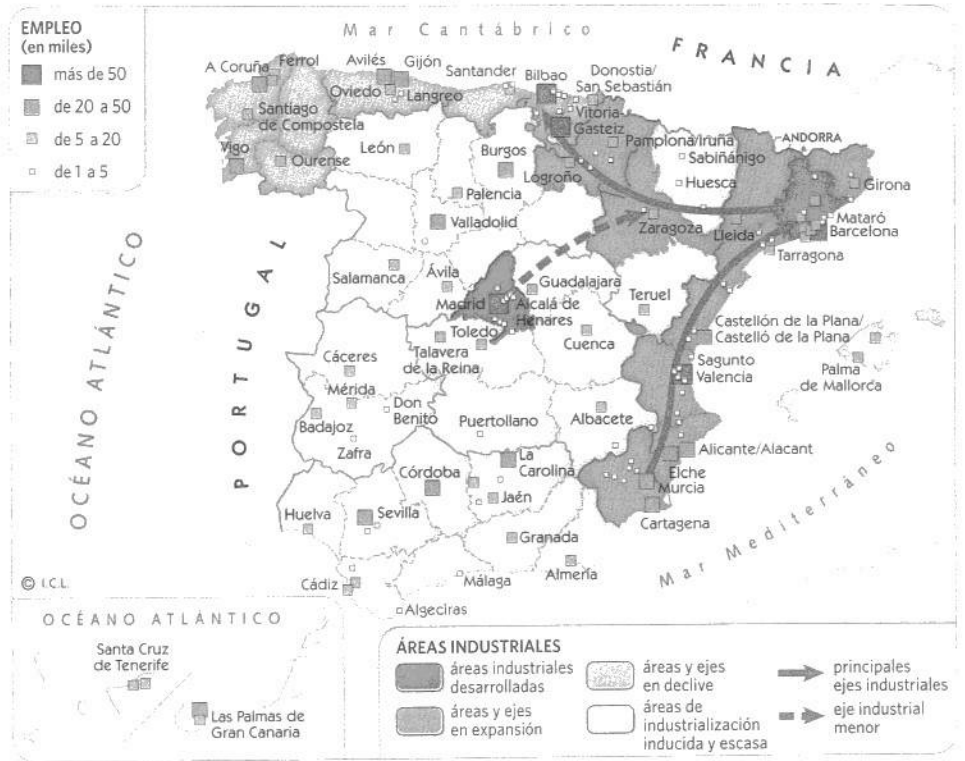 EMPLEO
(en miles)
más de 50
de 20 a 50
de 5 a 20
de 1 a 5
Mar Cantábrico
FRANCIA
ANDORRA
PORTUGAL
OCÉANO ATLÁNTICO
Mar Mediterráneo
A Coruña
Ferrol
Santiago
de Compostela
Vigo
Ourense
Avilés
Gijón
Oviedo
Langreo
Santander
Bilbao
Donostia/
San Sebastián
Vitoria
Gasteiz
Pamplona/Iruña
Logroño
Sabiñánigo
Huesca
Zaragoza
Lleida
Girona
Mataró
Barcelona
Tarragona
León
Burgos
Palencia
Valladolid
Salamanca
Ávila
Madrid
Alcalá de
Henares
Guadalajara
Toledo
Talavera
de la Reina
Cuenca
Teruel
Castellón de la Plana/
Castelló de la Plana
Sagunto
Valencia
Palma
de Mallorca
Cáceres
Mérida
Badajoz
Don
Benito
Zafra
Puertollano
Albacete
Alicante/Alacant
Elche
Murcia
Cartagena
Córdoba
La
Carolina
Jaén
Huelva
Sevilla
Granada
Almería
Málaga
Cádiz
Algeciras
© I.C.L.
OCÉANO ATLÁNTICO
Santa Cruz
de Tenerife
Las Palmas de
Gran Canaria
ÁREAS INDUSTRIALES
áreas industriales
desarrolladas
áreas y ejes
en expansión
áreas y ejes
en declive
áreas de
industrialización
inducida y escasa
principales
ejes industriales
eje industrial
menor